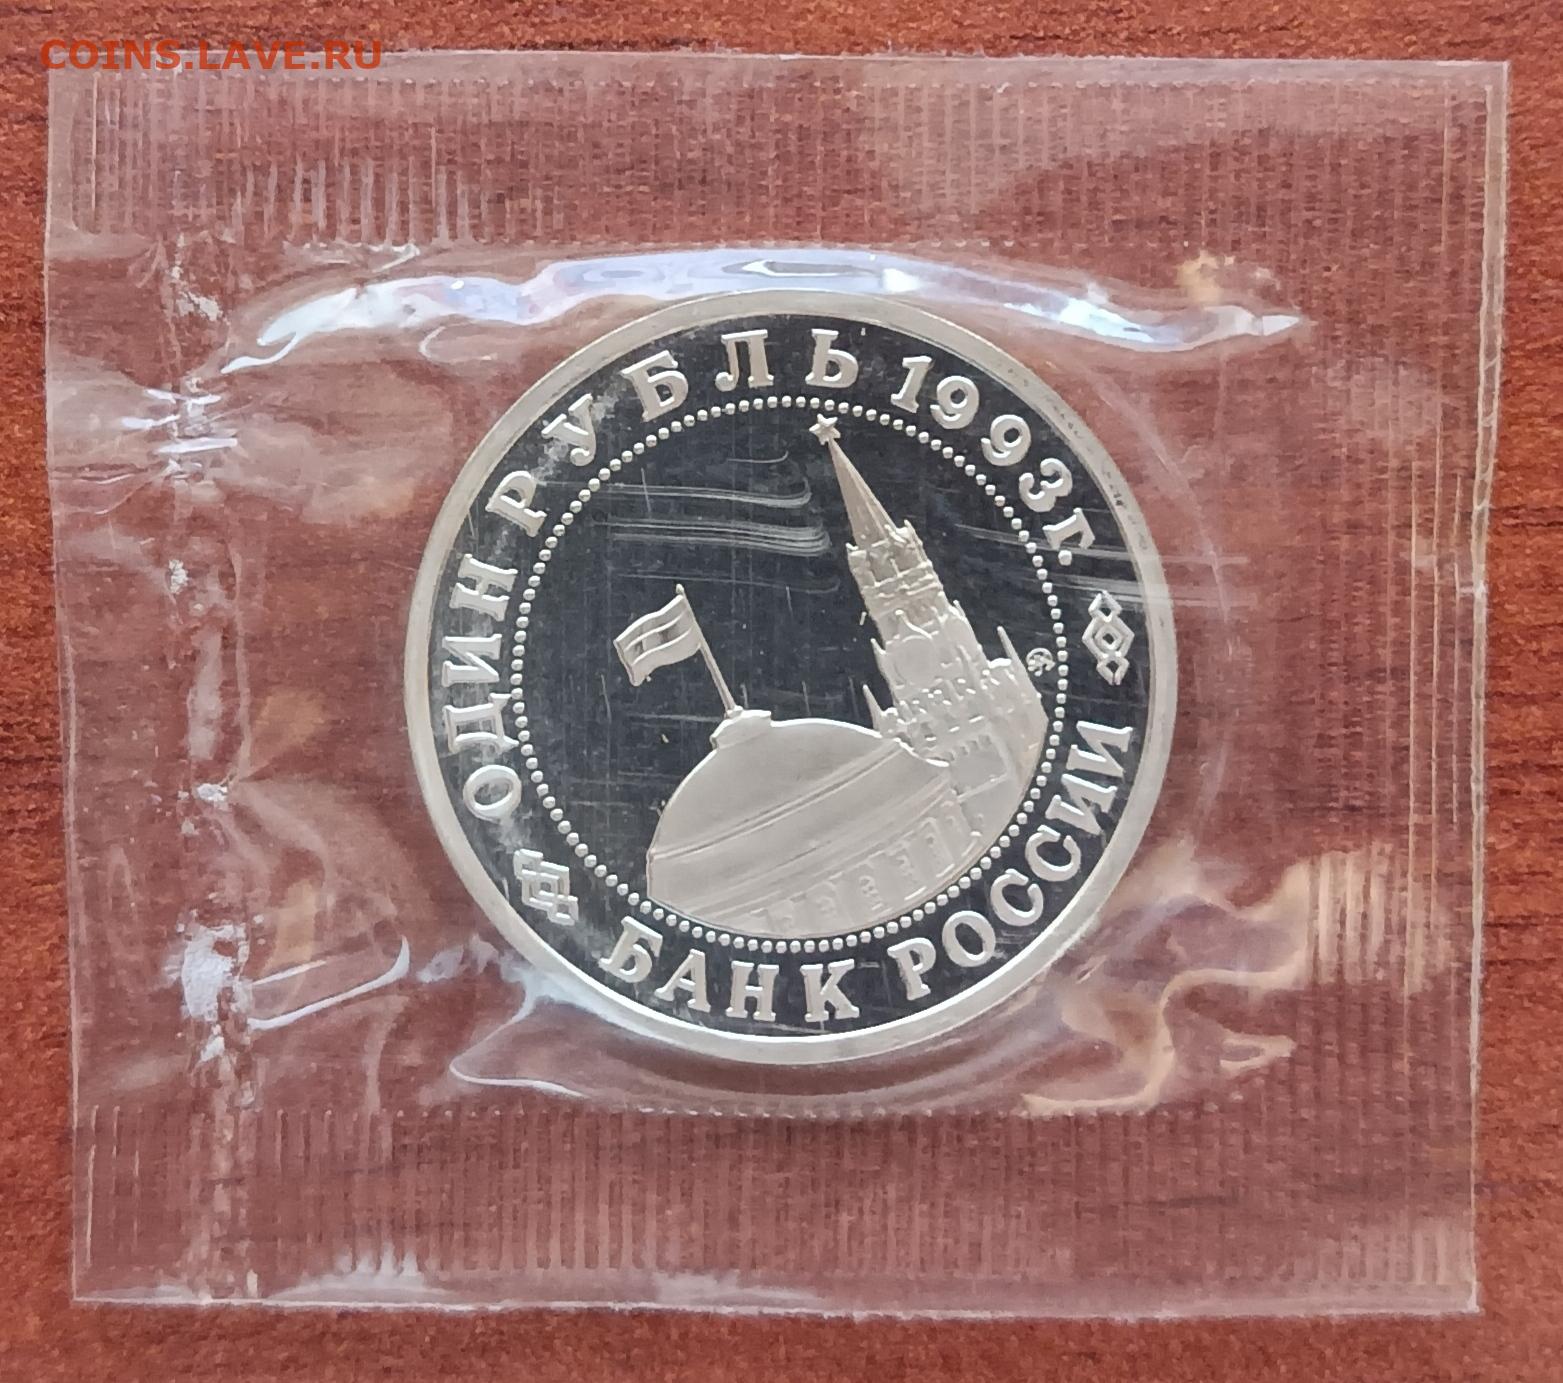 COINS.LAVE.RU
ОДИН РУБЛЬ 1993г.
БАНК РОССИИ